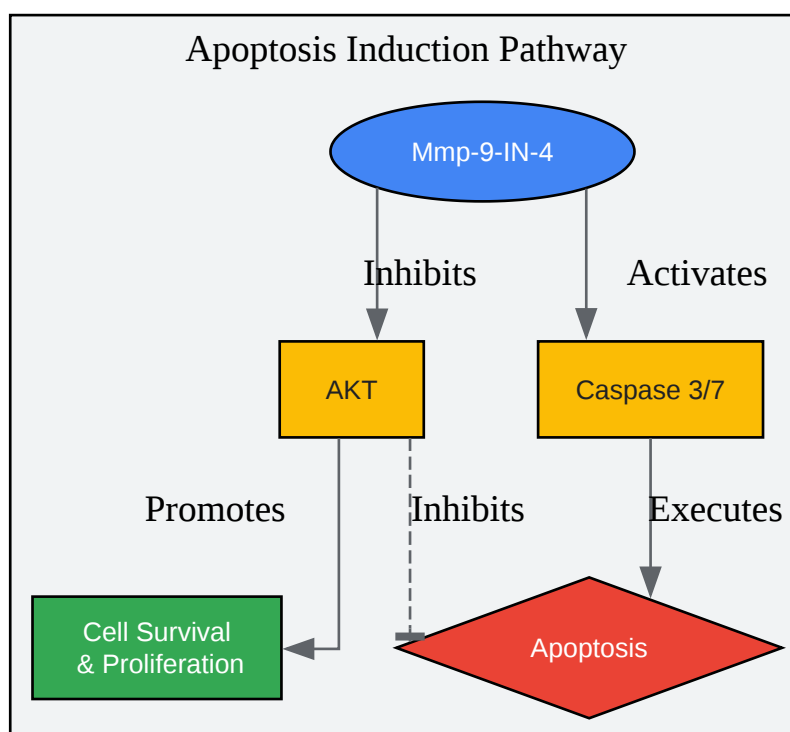 Apoptosis Induction Pathway
Mmp-9-IN-4
Inhibits
Activates
AKT
Caspase 3/7
Promotes
Inhibits
Executes
Cell Survival
& Proliferation
Apoptosis